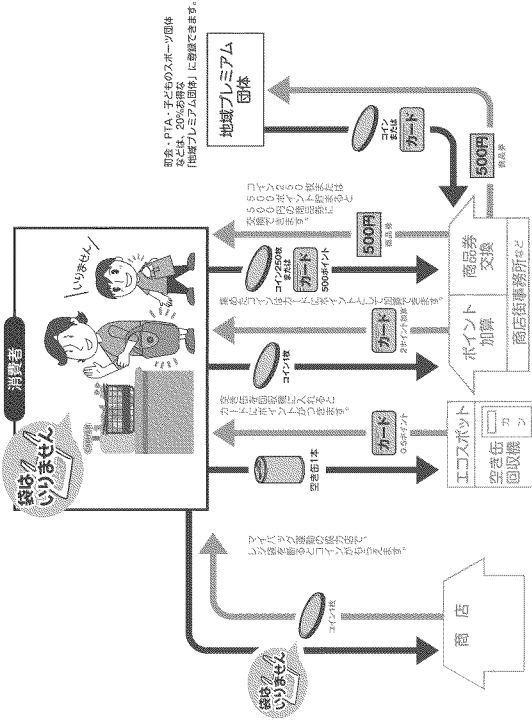 消費者
袋は
いりません
いりません
袋は
いりません
コイン1枚
マイバッグ運動の協力店で、
レジ袋を断るとコインがもらえます。
商店
空き缶1本
空き缶を回収機に入れると
カードにポイントがつきます。
カード
0.5ポイント
エコスポット
空き缶
回収機
カン
コイン1枚
カード
2ポイント加算
集めたコインはカードにポイントとして加算できます。
ポイント
加算
コイン250枚
または
カード
500ポイント
500円
商品券
コイン250枚または
500ポイント貯まると
500円の商品券に
交換できます。
商品券
交換
商店街事務所など
町会・PTA・子どものスポーツ団体
などは、20%お得な
「地域プレミアム団体」に登録できます。
地域プレミアム
団体
コイン
または
カード
500円
商品券